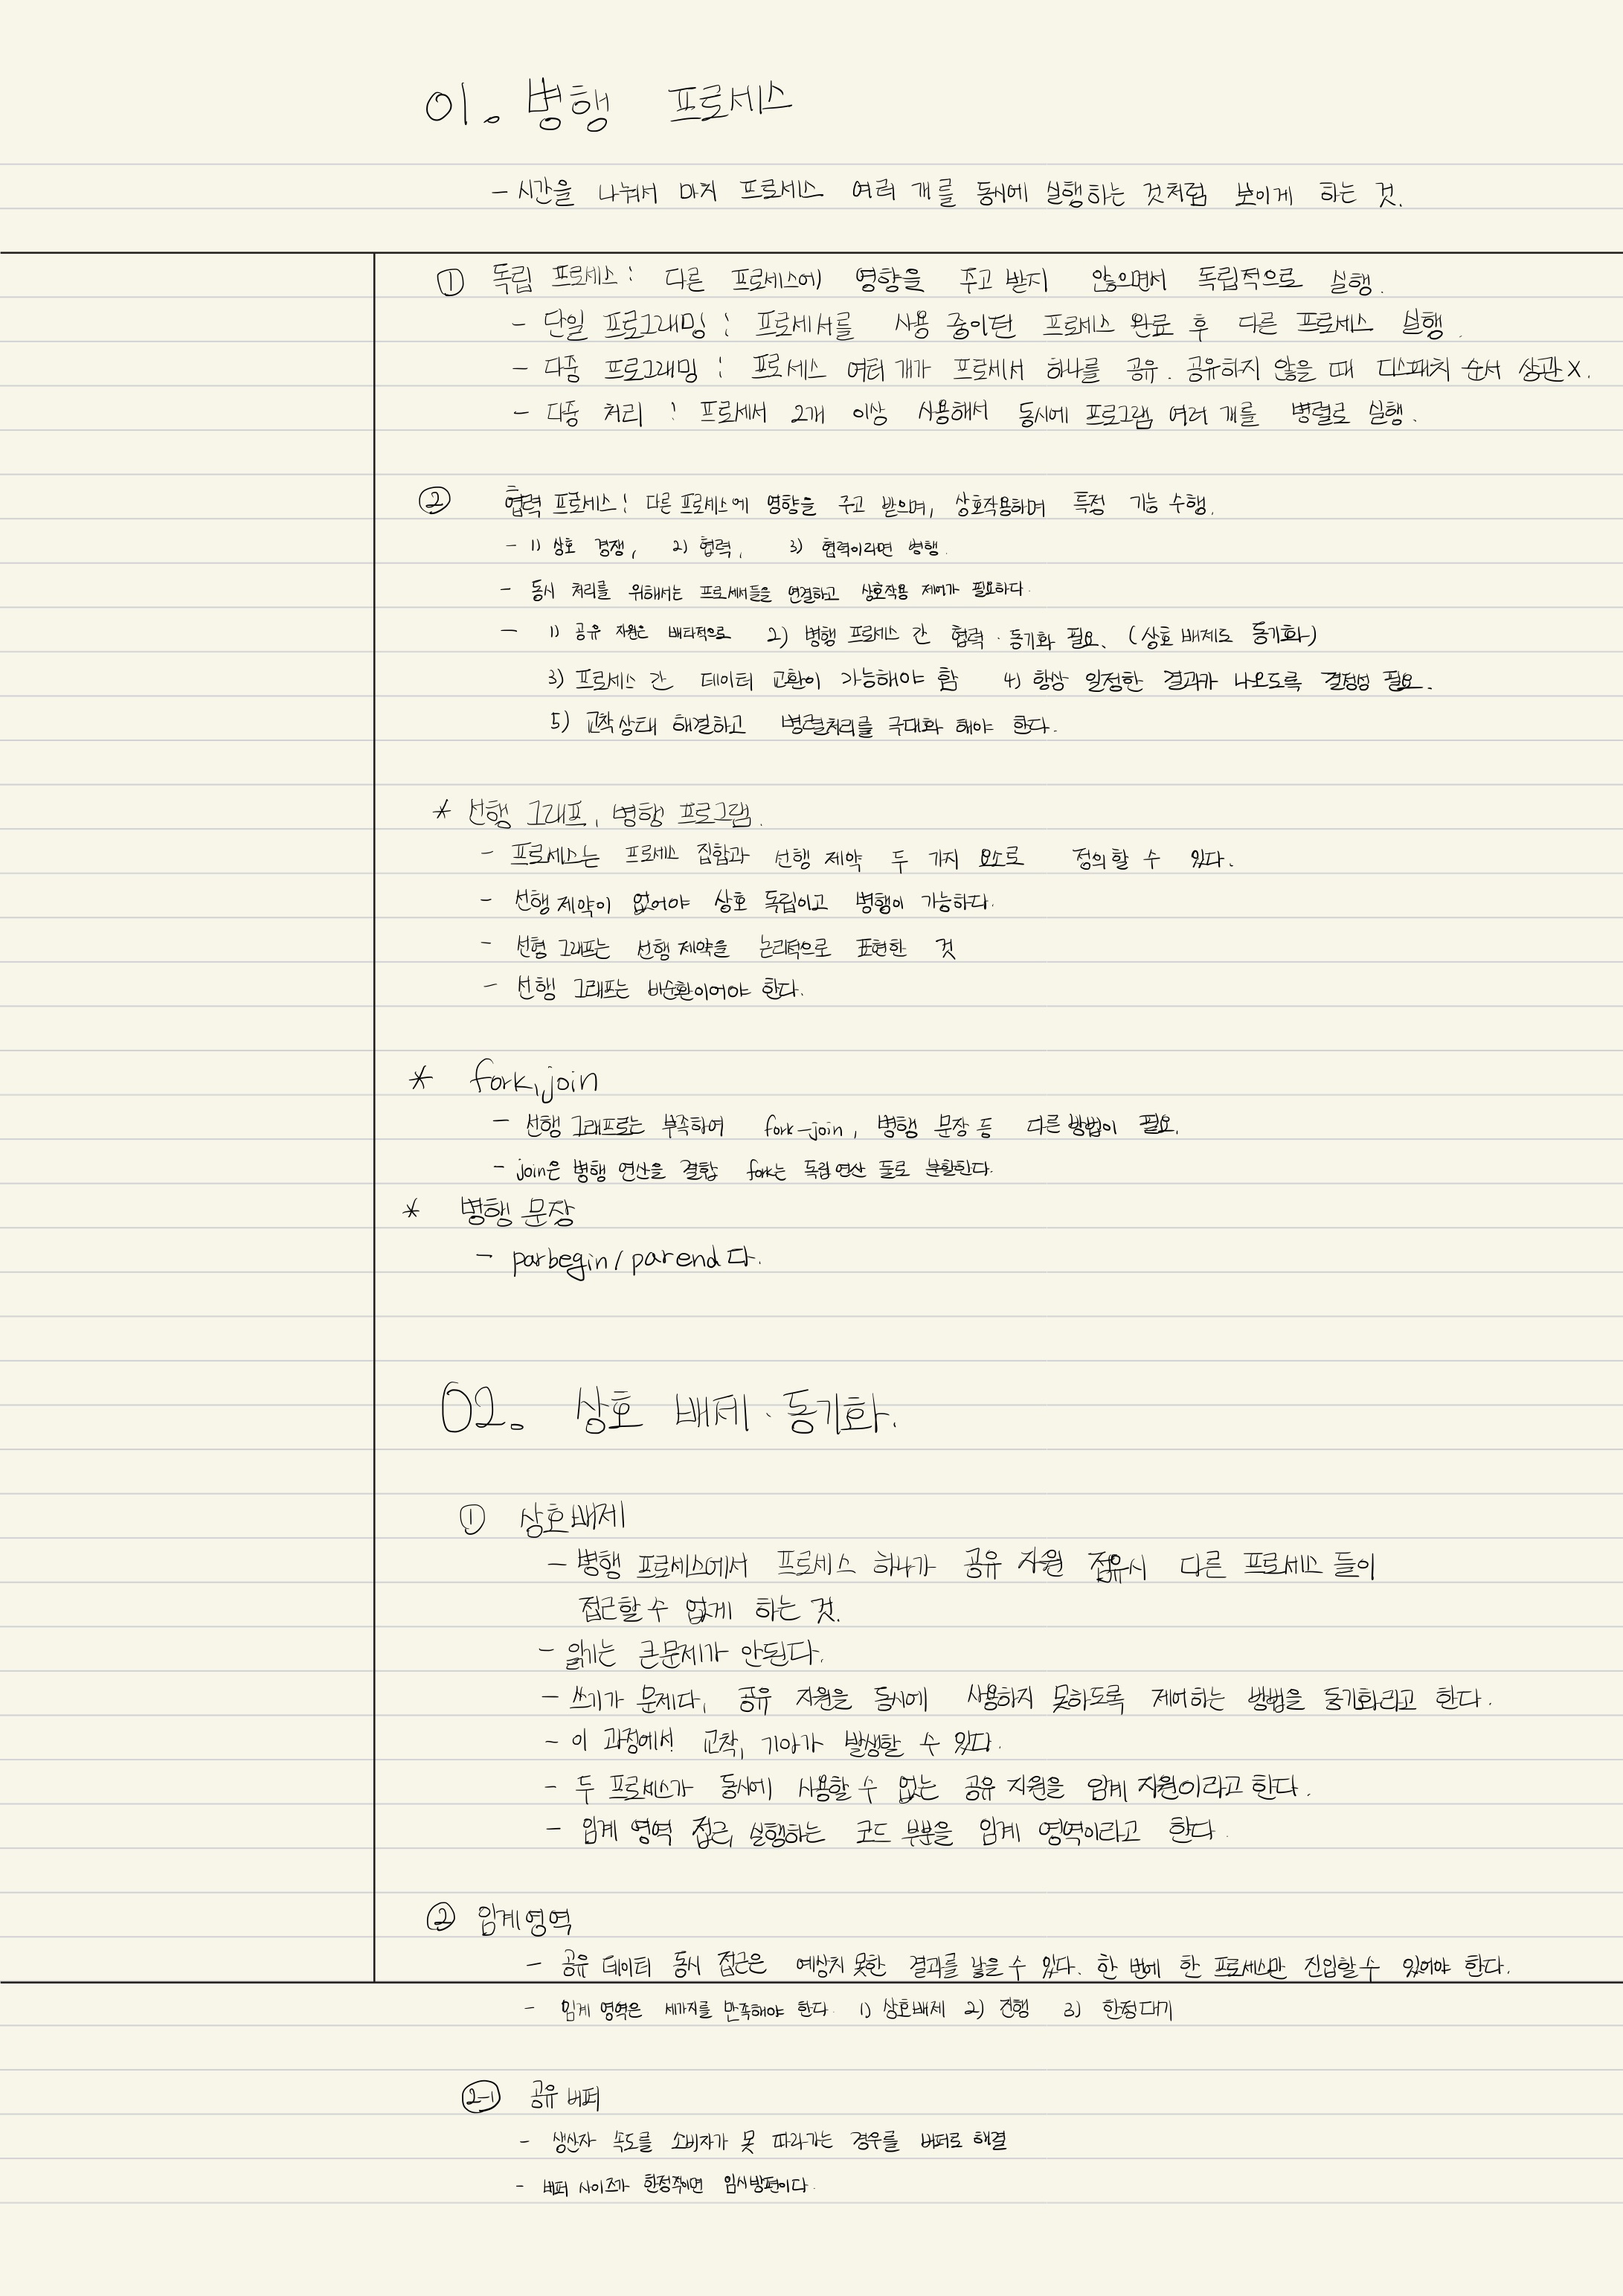 01. 병행 프로세스
- 시간을 나눠서 마치 프로세스 여러 개를 동시에 실행하는 것처럼 보이게 하는 것.
① 독립 프로세스 : 다른 프로세스에 영향을 주고 받지 않으면서 독립적으로 실행.
- 단일 프로그래밍 : 프로세서를 사용 중이던 프로세스 완료 후 다른 프로세스 실행.
- 다중 프로그래밍 : 프로세스 여러 개가 프로세서 하나를 공유. 공유하지 않을 때 디스패치 순서 상관X.
- 다중 처리 : 프로세서 2개 이상 사용해서 동시에 프로그램 여러 개를 병렬로 실행.
② 협력 프로세스 : 다른 프로세스에 영향을 주고 받으며, 상호작용하며 특정 기능 수행.
- 1) 상호 경쟁, 2) 협력, 3) 협력이라면 병행.
- 동시 처리를 위해서는 프로세서들을 연결하고 상호작용 제어가 필요하다.
- 1) 공유 자원은 배타적으로 2) 병행 프로세스 간 협력·동기화 필요. (상호 배제도 동기화)
3) 프로세스 간 데이터 교환이 가능해야 함 4) 항상 일정한 결과가 나오도록 결정성 필요.
5) 교착상태 해결하고 병렬처리를 극대화 해야 한다.
* 선행 그래프, 병행 프로그램.
- 프로세스는 프로세스 집합과 선행 제약 두 가지 요소로 정의할 수 있다.
- 선행 제약이 없어야 상호 독립이고 병행이 가능하다.
- 선형 그래프는 선행 제약을 논리적으로 표현한 것
- 선행 그래프는 비순환이어야 한다.
* fork, join
- 선행 그래프로는 부족하여 fork-join, 병행 문장 등 다른 방법이 필요.
- join은 병행 연산을 결합 fork는 독립 연산 둘로 분할한다.
* 병행 문장
- parbegin/parend다.
02. 상호 배제·동기화.
① 상호배제
- 병행 프로세스에서 프로세스 하나가 공유 자원 점유시 다른 프로세스 들이
접근할 수 없게 하는 것.
- 읽기는 큰문제가 안된다.
- 쓰기가 문제다, 공유 자원을 동시에 사용하지 못하도록 제어하는 방법을 동기화라고 한다.
- 이 과정에서 교착, 기아가 발생할 수 있다.
- 두 프로세스가 동시에 사용할 수 없는 공유 자원을 임계 자원이라고 한다.
- 임계 영역 접근, 실행하는 코드 부분을 임계 영역이라고 한다.
② 임계영역
- 공유 데이터 동시 접근은 예상치 못한 결과를 낳을 수 있다. 한 번에 한 프로세스만 진입할 수 있어야 한다.
- 임계 영역은 세가지를 만족해야 한다. 1) 상호배제 2) 진행 3) 한정대기
2-1 공유 버퍼
- 생산자 속도를 소비자가 못 따라가는 경우를 버퍼로 해결
- 버퍼 사이즈가 한정적이면 임시방편이다.